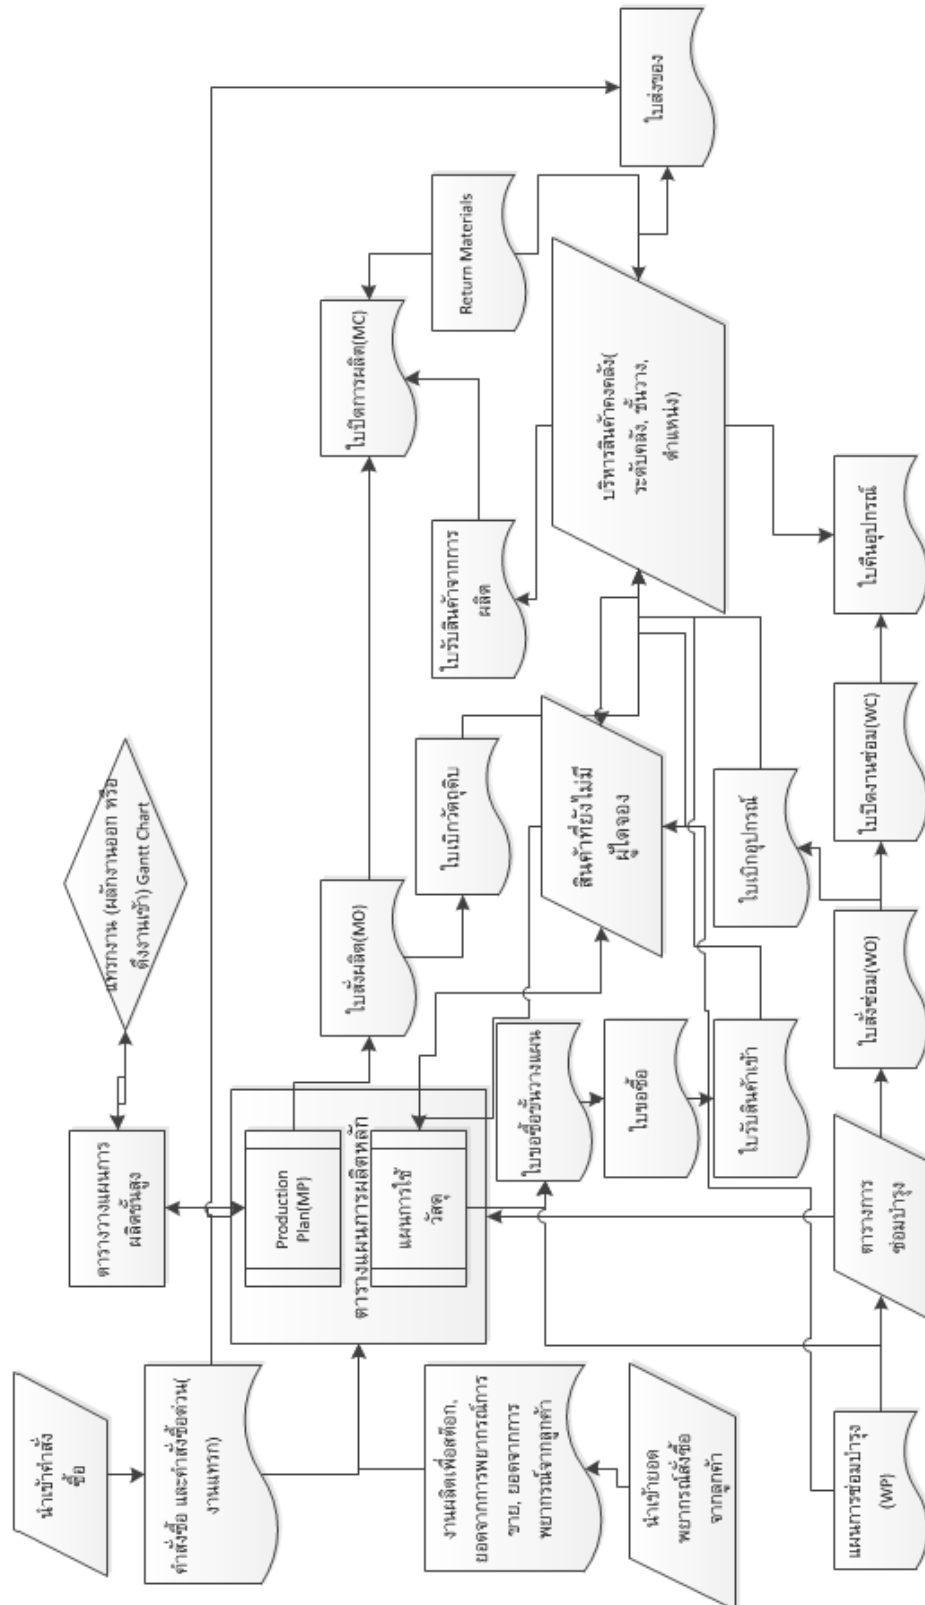 นำเข้าคำสั่ง
ซื้อ
คำสั่งซื้อ และคำสั่งซื้อด่วน(
งานแทรก)
งานผลิตเพื่อสต๊อก,
ยอดจากการพยากรณ์การ
ขาย, ยอดจากการ
พยากรณ์จากลูกค้า
นำเข้ายอด
พยากรณ์สั่งซื้อ
จากลูกค้า
แผนการซ่อมบำรุง
(WP)
ตารางวางแผนการ
ผลิตขั้นสูง
Production
Plan(MP)
ตารางแผนการผลิตหลัก
แผนการใช้
วัสดุ
ใบขอซื้อขั้นวางแผน
ใบขอซื้อ
ใบรับสินค้าเข้า
ตารางการ
ซ่อมบำรุง
แทรกงาน (ผลักงานออก หรือ
ดึงงานเข้า) Gantt Chart
ใบสั่งผลิต(MO)
ใบเบิกวัตถุดิบ
สินค้าที่ยังไม่มี
ผู้ใดจอง
ใบเบิกอุปกรณ์
ใบสั่งซ่อม(WO)
ใบปิดงานซ่อม(WC)
ใบปิดการผลิต(MC)
ใบรับสินค้าจากการ
ผลิต
Return Materials
บริหารสินค้าคงคลัง(
ระดับคลัง, ชั้นวาง,
ตำแหน่ง)
ใบคืนอุปกรณ์
ใบส่งของ